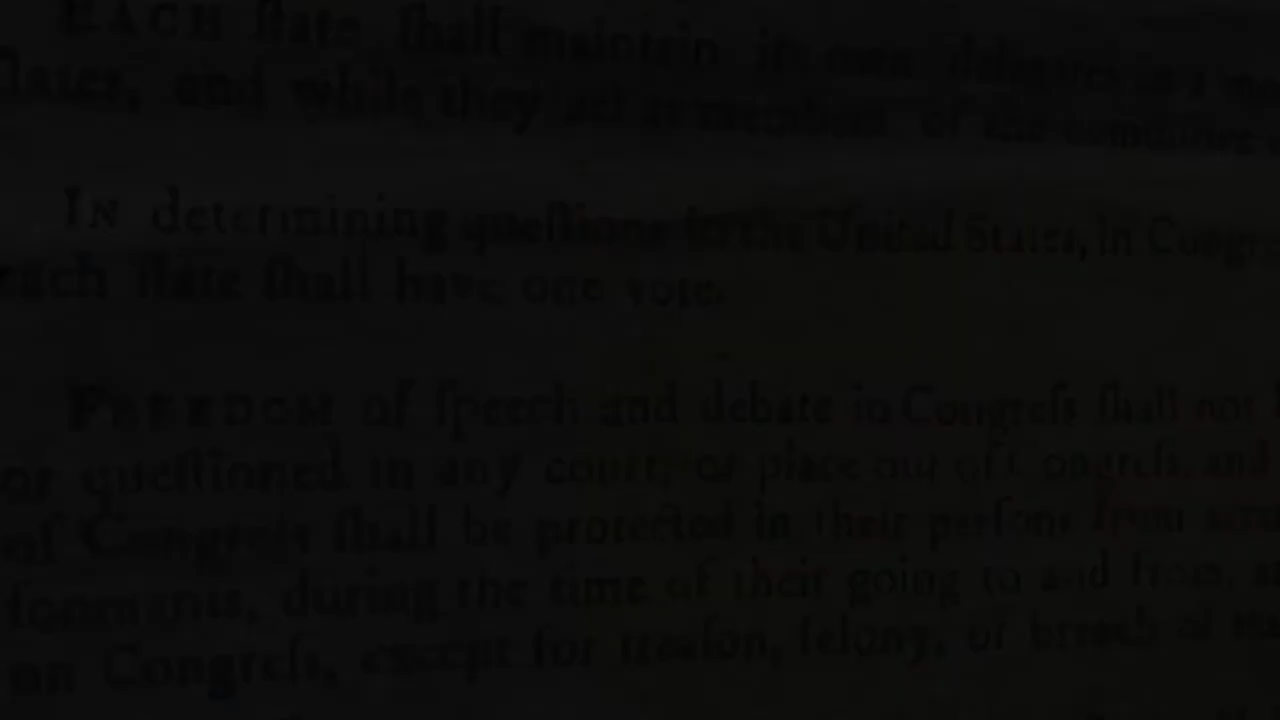 EACH ſtate ſhall maintain its own delegates in a
ſtates, and while they act as members of the committee
IN determining queſtions in the United States, in Congre
each ſtate ſhall have one vote.
FREEDOM of ſpeech and debate in Congreſs ſhall not
or queſtioned in any court, or place out of Congreſs, and
of Congreſs ſhall be protected in their perſons from
ſonments, during the time of their going to and from,
on Congreſs, except for treaſon, felony, or breach of